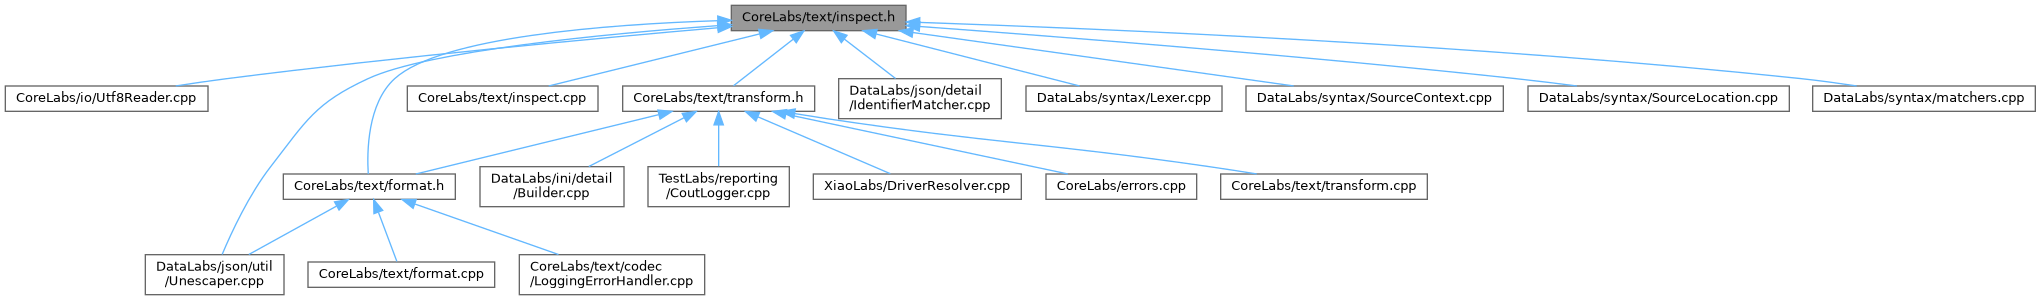 CoreLabs/text/inspect.h
CoreLabs/io/Utf8Reader.cpp
CoreLabs/text/inspect.cpp
CoreLabs/text/transform.h
DataLabs/json/detail
/IdentifierMatcher.cpp
DataLabs/syntax/Lexer.cpp
DataLabs/syntax/SourceContext.cpp
DataLabs/syntax/SourceLocation.cpp
DataLabs/syntax/matchers.cpp
CoreLabs/text/format.h
DataLabs/ini/detail
/Builder.cpp
TestLabs/reporting
/CoutLogger.cpp
XiaoLabs/DriverResolver.cpp
CoreLabs/errors.cpp
CoreLabs/text/transform.cpp
DataLabs/json/util
/Unescaper.cpp
CoreLabs/text/format.cpp
CoreLabs/text/codec
/LoggingErrorHandler.cpp